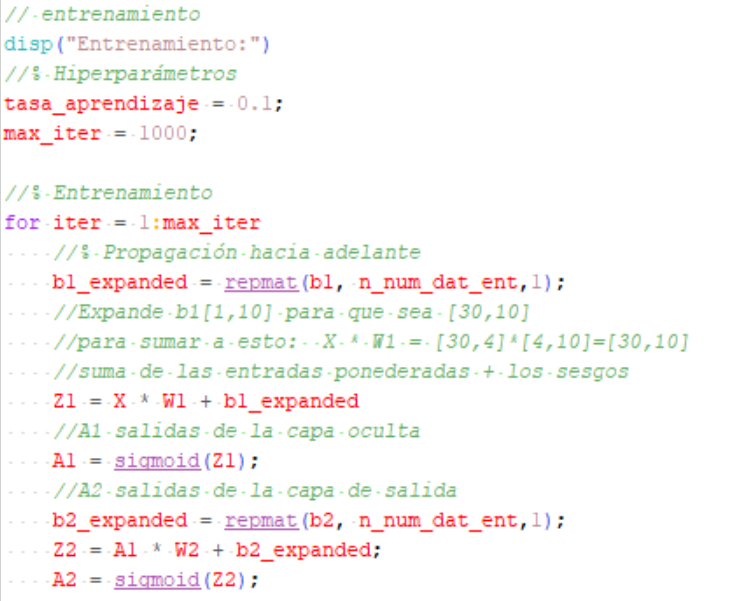 // entrenamiento
disp("Entrenamiento:")
//% Hiperparámetros
tasa_aprendizaje = 0.1;
max_iter = 1000;
//% Entrenamiento
for iter = 1:max_iter
//% Propagación hacia adelante
b1_expanded = repmat(b1, n_num_dat_ent,1);
//Expande b1[1,10] para que sea [30,10]
//para sumar a esto:  X * W1 = [30,4]*[4,10]=[30,10]
//suma de las entradas ponederadas + los sesgos
Z1 = X * W1 + b1_expanded
//A1 salidas de la capa oculta
A1 = sigmoid(Z1);
//A2 salidas de la capa de salida
b2_expanded = repmat(b2, n_num_dat_ent,1);
Z2 = A1 * W2 + b2_expanded;
A2 = sigmoid(Z2);